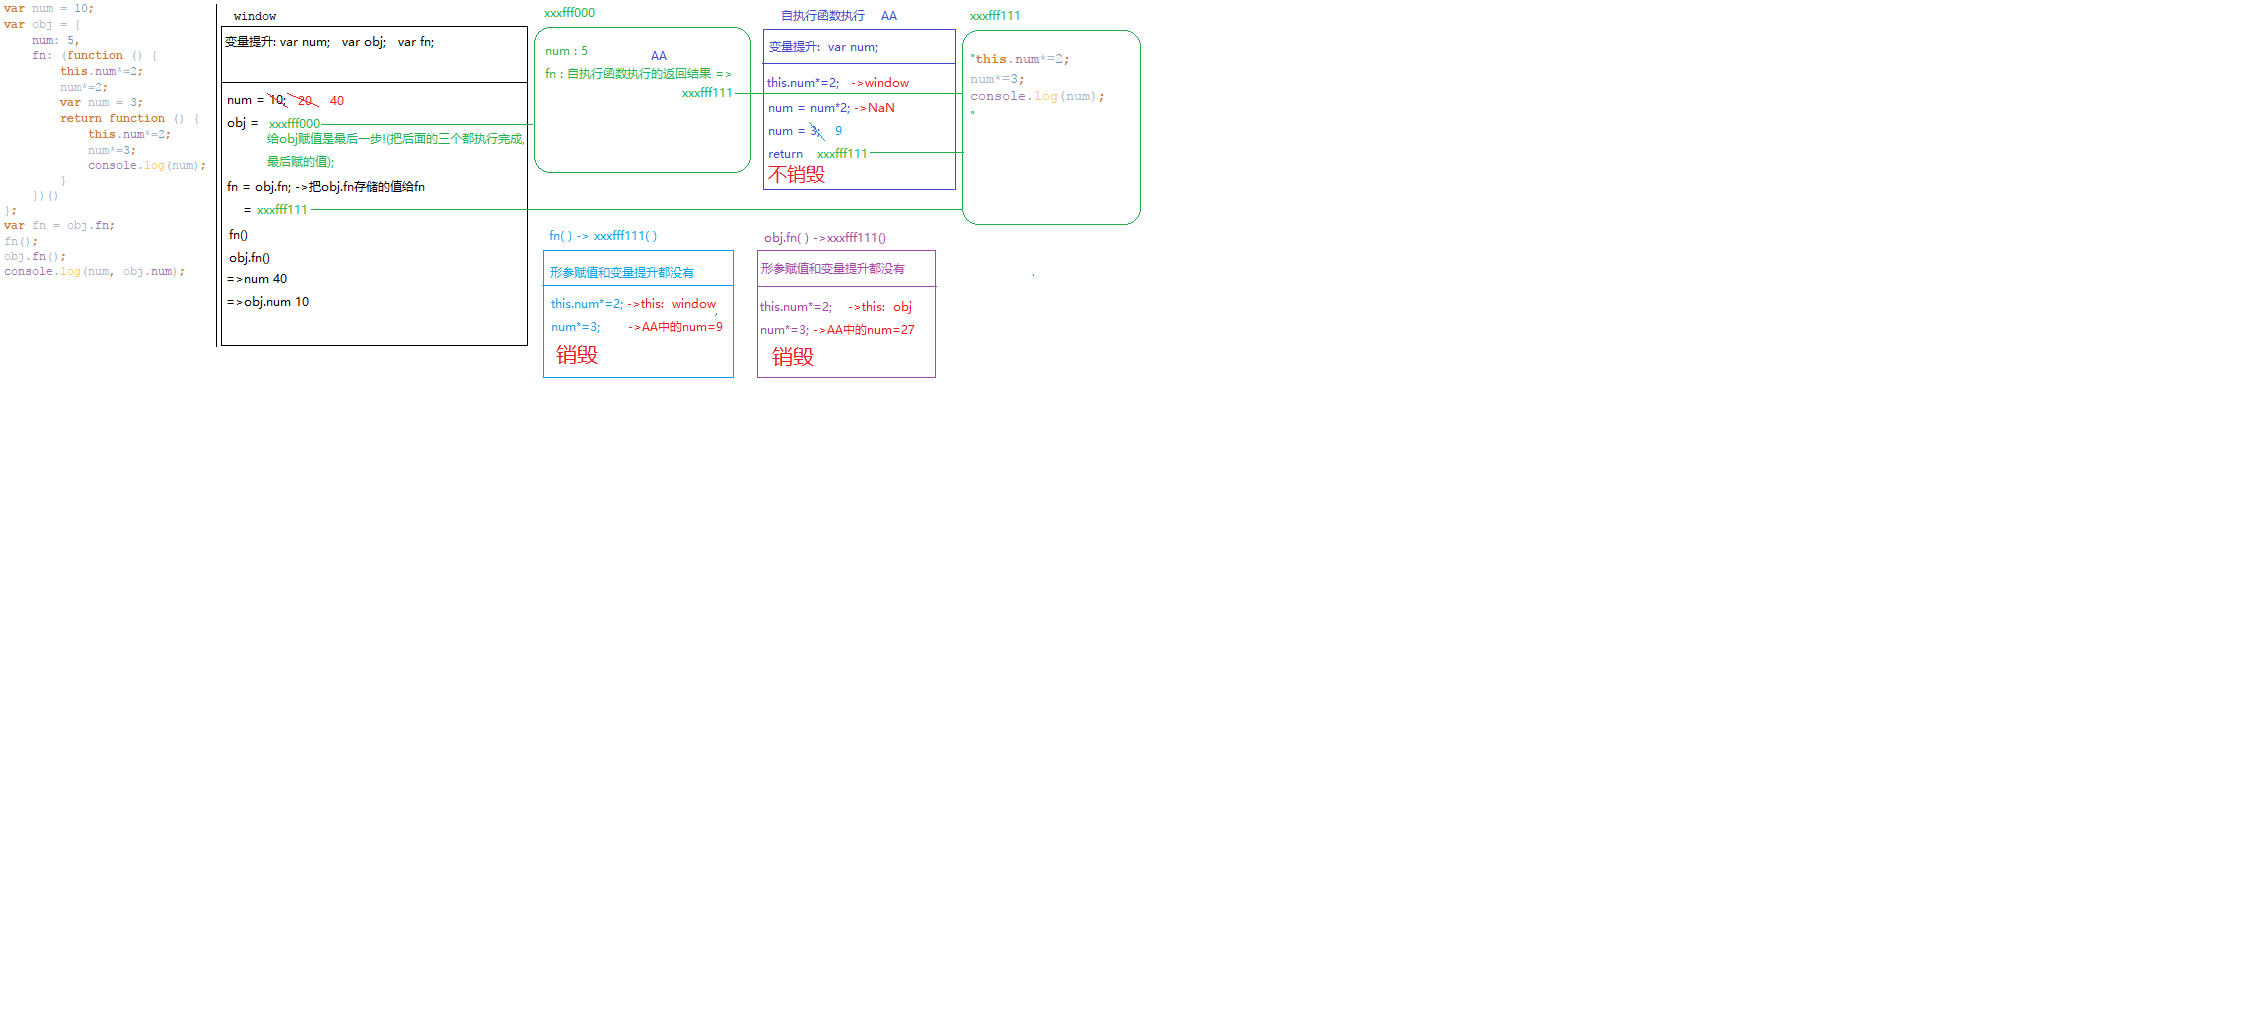 var num = 10;
var obj = {
num: 5,
fn: (function () {
this.num*=2;
num*=2;
var num = 3;
return function () {
this.num*=2;
num*=3;
console.log(num);
}
})()
};
var fn = obj.fn;
fn();
obj.fn();
console.log(num, obj.num);
window
变量提升: var num; var obj; var fn;
num = 10; 20 40
obj = xxxfff000
给obj赋值是最后一步!(把后面的三个都执行完成,
最后赋的值);
fn = obj.fn; ->把obj.fn存储的值给fn
= xxxfff111
fn()
obj.fn()
=>num 40
=>obj.num 10
xxxfff000
num : 5
AA
fn : 自执行函数执行的返回结果 =>
xxxfff111
自执行函数执行 AA
变量提升: var num;
this.num*=2; ->window
num = num*2; ->NaN
num = 3; 9
return xxxfff111
不销毁
xxxfff111
"this.num*=2;
num*=3;
console.log(num);
"
fn( ) -> xxxfff111( )
形参赋值和变量提升都没有
this.num*=2; ->this: window,
num*=3; ->AA中的num=9
销毁
obj.fn( ) ->xxxfff111()
形参赋值和变量提升都没有
this.num*=2; ->this: obj
num*=3; ->AA中的num=27
销毁